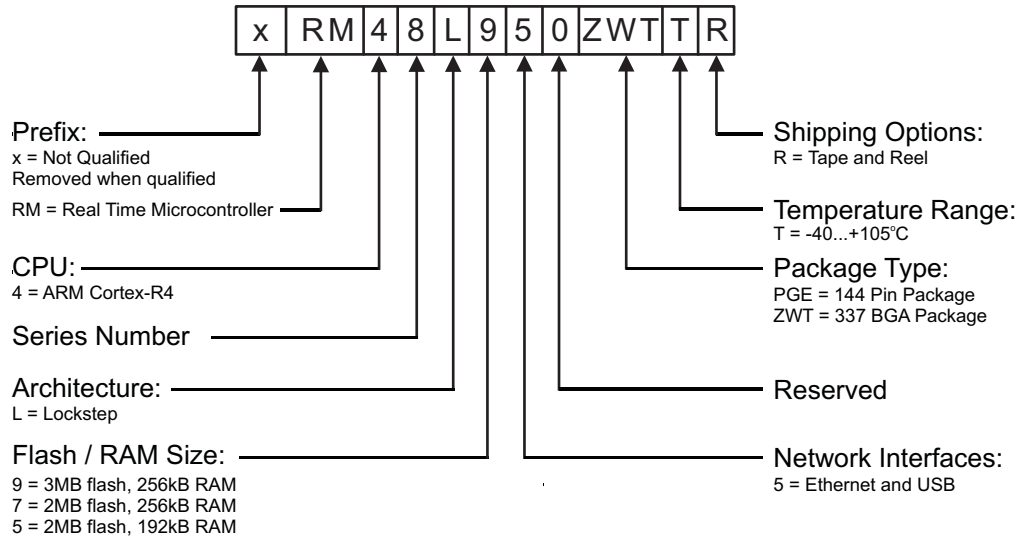 x RM 4 8 L 9 5 0 ZWT T R
Prefix:
x = Not Qualified
Removed when qualified
RM = Real Time Microcontroller
CPU:
4 = ARM Cortex-R4
Series Number
Architecture:
L = Lockstep
Flash / RAM Size:
9 = 3MB flash, 256kB RAM
7 = 2MB flash, 256kB RAM
5 = 2MB flash, 192kB RAM
Shipping Options:
R = Tape and Reel
Temperature Range:
T = -40...+105°C
Package Type:
PGE = 144 Pin Package
ZWT = 337 BGA Package
Reserved
Network Interfaces:
5 = Ethernet and USB